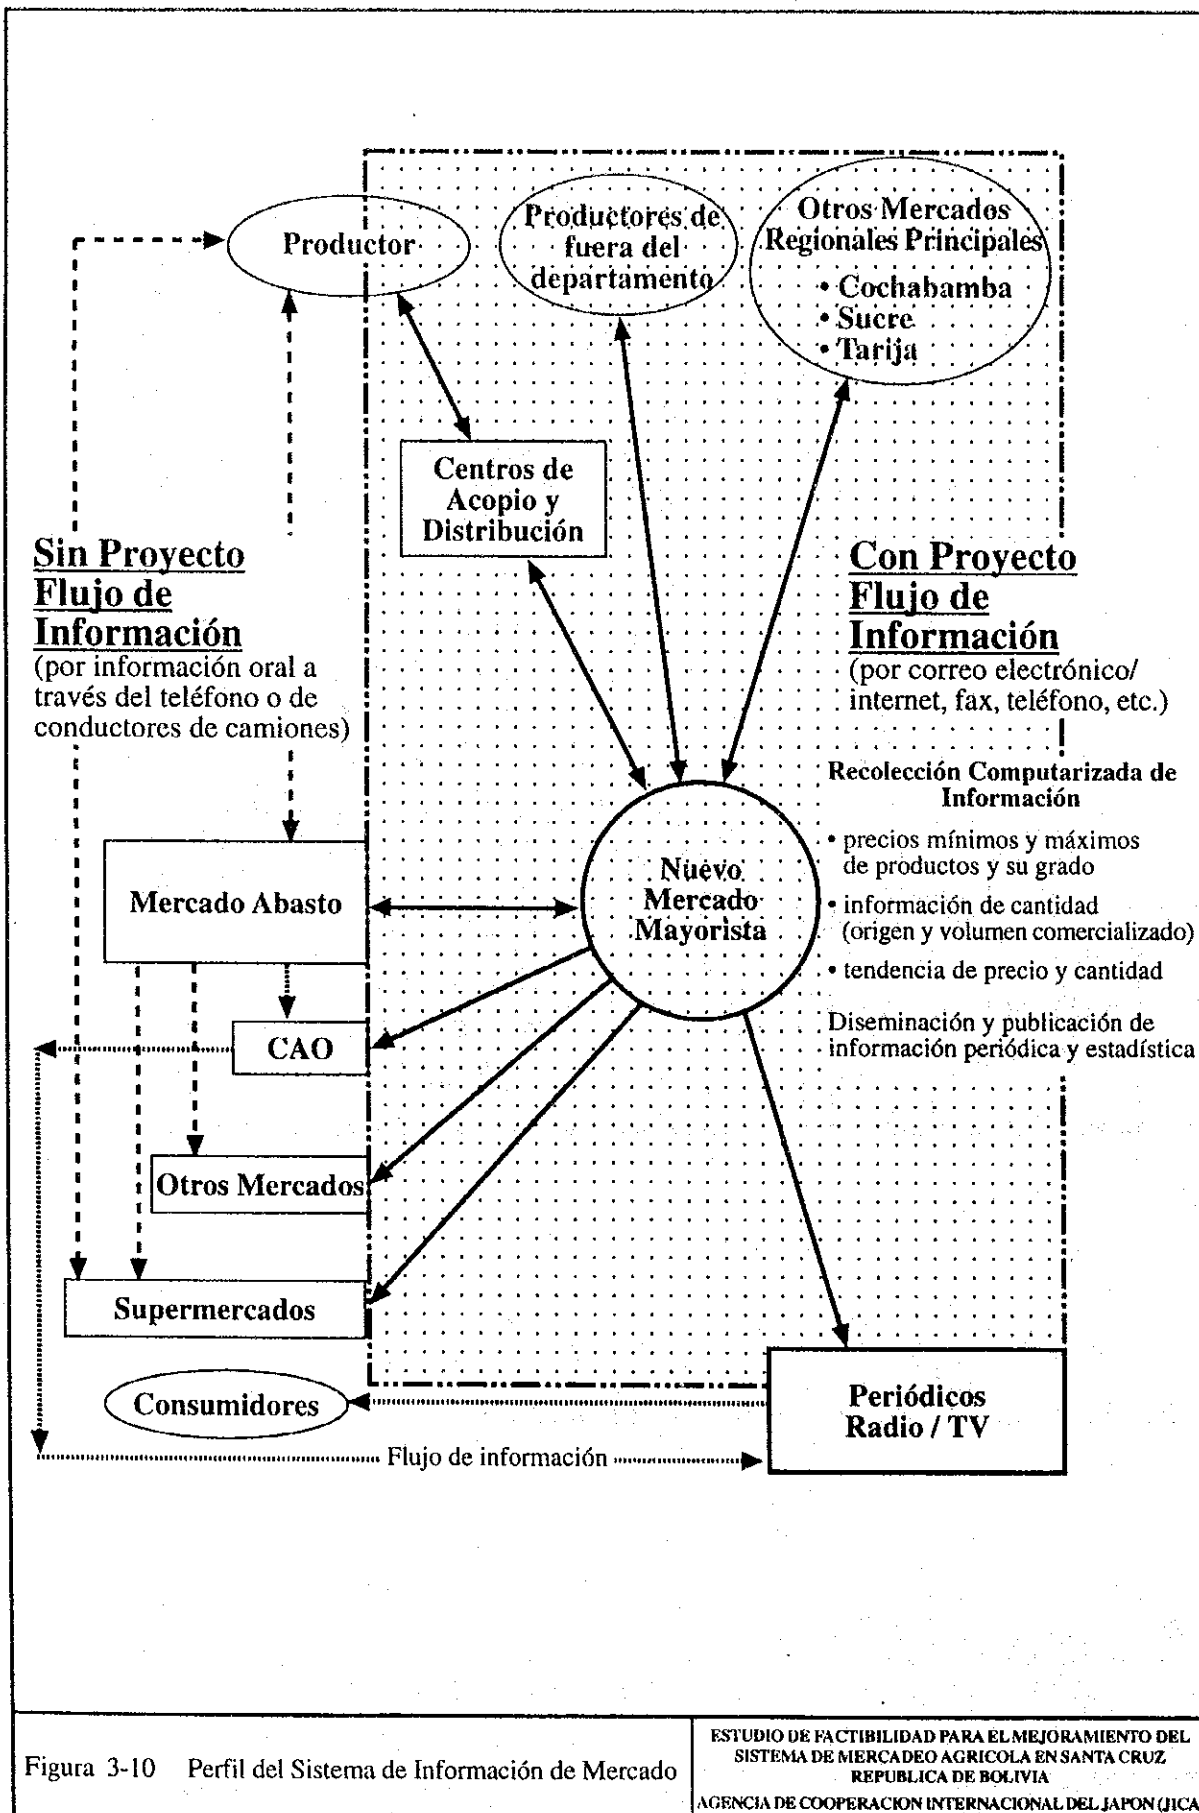 Productor
Productores de
fuera del
departamento
Otros Mercados
Regionales Principales
• Cochabamba
• Sucre
• Tarija
Centros de
Acopio y
Distribución
Sin Proyecto
Flujo de
Información
(por información oral a
través del teléfono o de
conductores de camiones)
Con Proyecto
Flujo de
Información
(por correo electrónico/
internet, fax, teléfono, etc.)
Recolección Computarizada de
Información
• precios mínimos y máximos
de productos y su grado
• información de cantidad
(origen y volumen comercializado)
• tendencia de precio y cantidad
Diseminación y publicación de
información periódica y estadística
Nuevo
Mercado
Mayorista
Mercado Abasto
CAO
Otros Mercados
Supermercados
Consumidores
Periódicos
Radio / TV
Flujo de información
Figura 3-10 Perfil del Sistema de Información de Mercado
ESTUDIO DE FACTIBILIDAD PARA EL MEJORAMIENTO DEL
SISTEMA DE MERCADEO AGRICOLA EN SANTA CRUZ
REPUBLICA DE BOLIVIA
AGENCIA DE COOPERACION INTERNACIONAL DEL JAPON (JICA